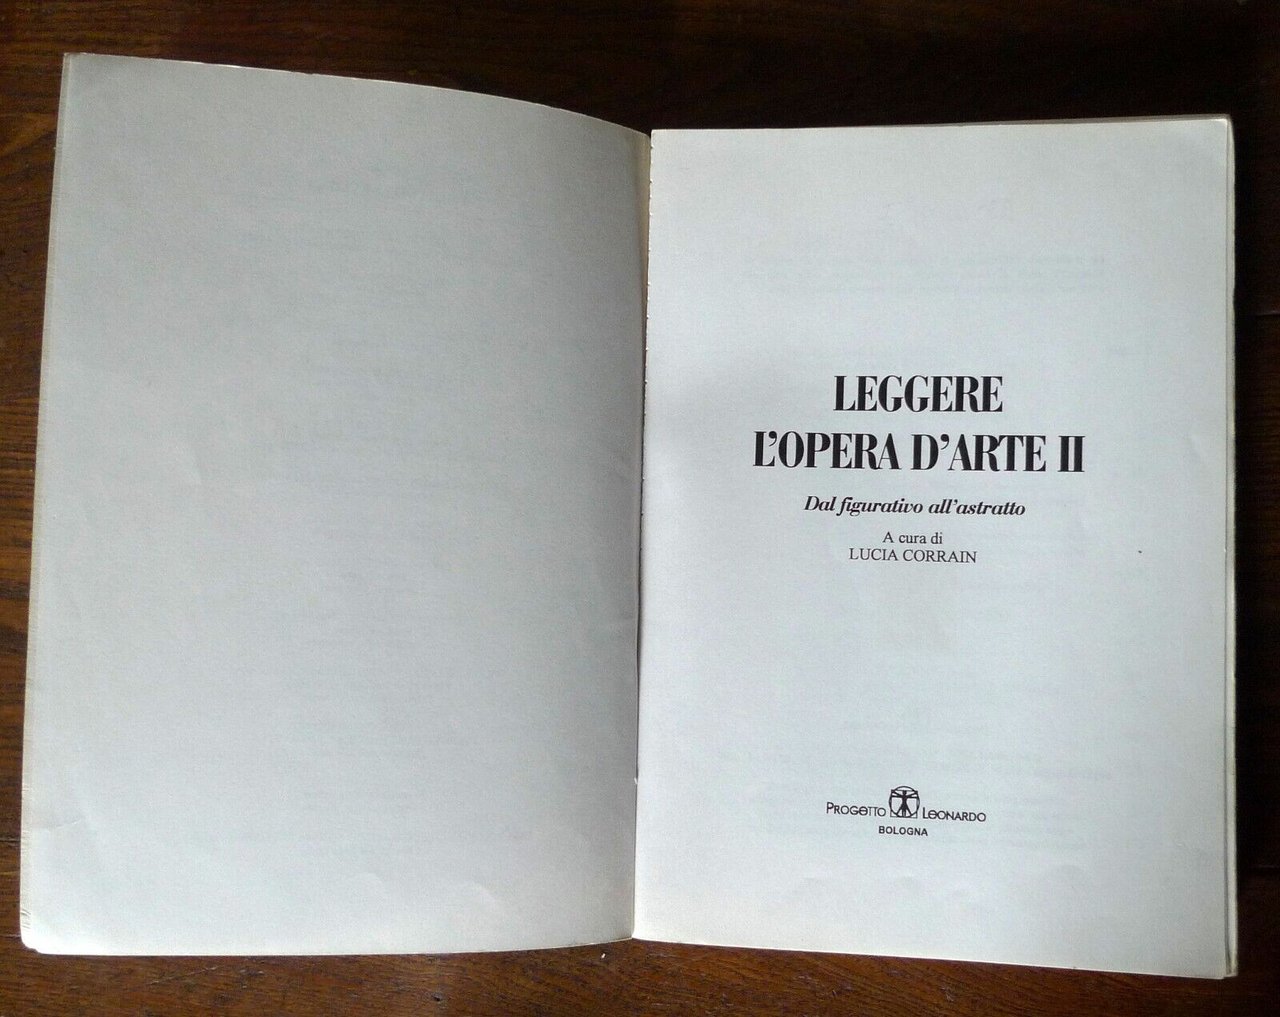 LEGGERE
L'OPERA D'ARTE II
Dal figurativo all'astratto
A cura di
LUCIA CORRAIN
PROGETTO LEONARDO
BOLOGNA